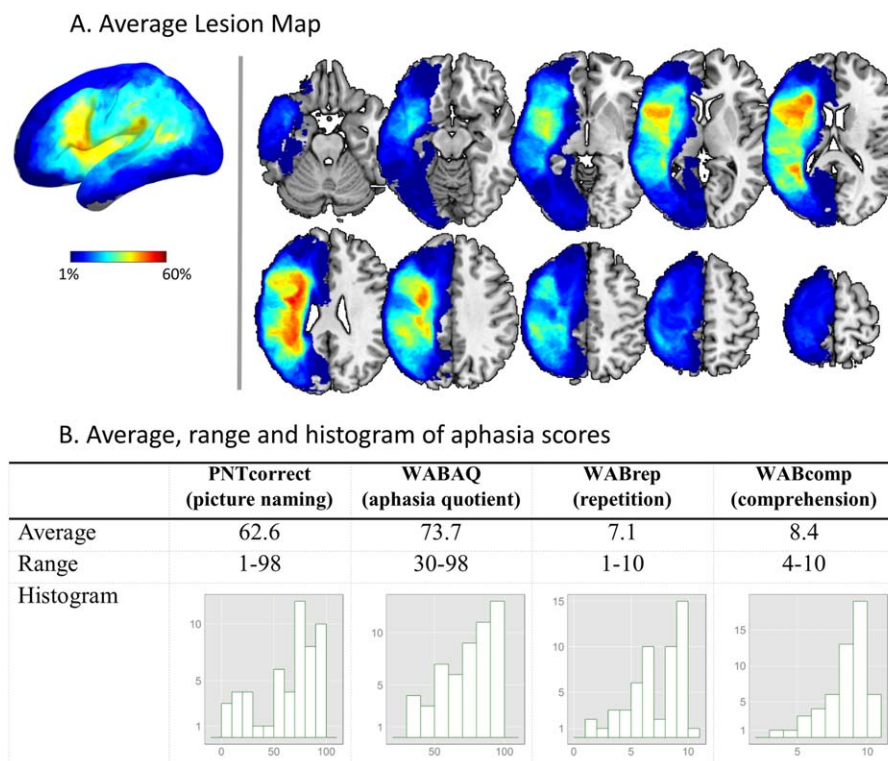 A. Average Lesion Map
1% 60%
B. Average, range and histogram of aphasia scores
PNTcorrect WABAQ WABrep WABcomp
(picture naming) (aphasia quotient) (repetition) (comprehension)
Average 62.6 73.7 7.1 8.4
Range 1-98 30-98 1-10 4-10
Histogram
15 15
10 10
10 10
5 5 5 5
1 1 1 1
0 50 100 50 100 0 5 10 5 10